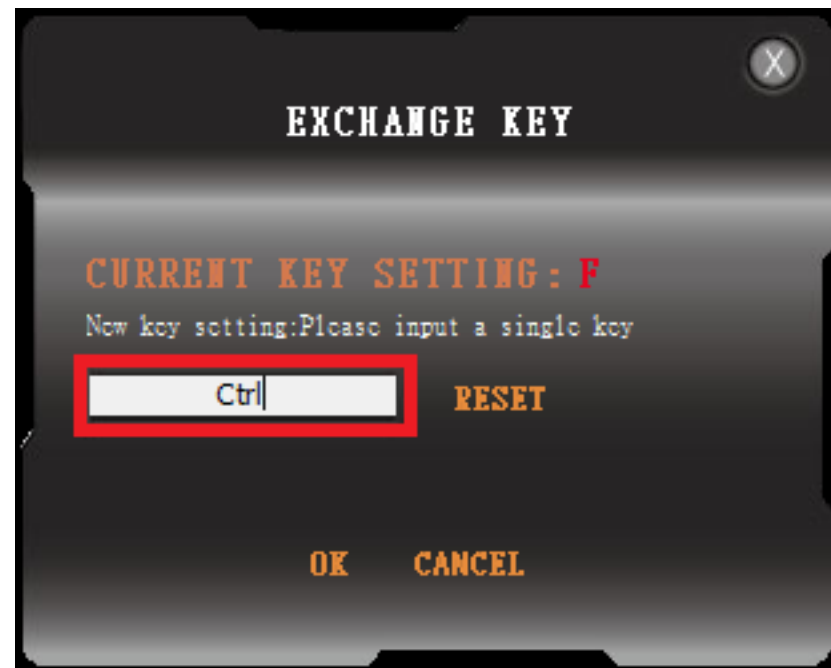 X
EXCHANGE KEY
CURRENT KEY SETTING: F
New key setting:Please input a single key
Ctrl RESET
OK CANCEL